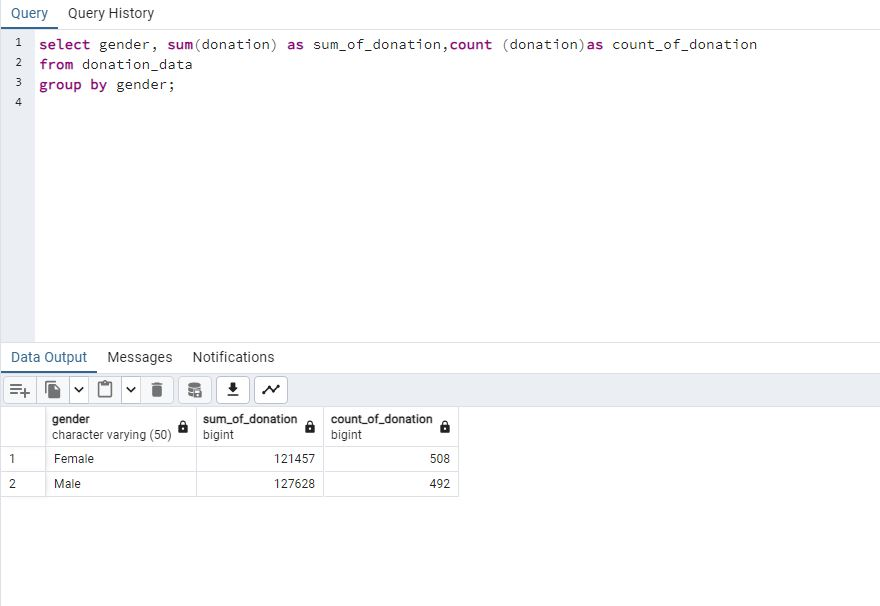 Query Query History
1 select gender, sum(donation) as sum_of_donation,count (donation)as count_of_donation
2 from donation_data
3 group by gender;
4
Data Output Messages Notifications
gender sum_of_donation count_of_donation
character varying (50) bigint bigint
1 Female 121457 508
2 Male 127628 492